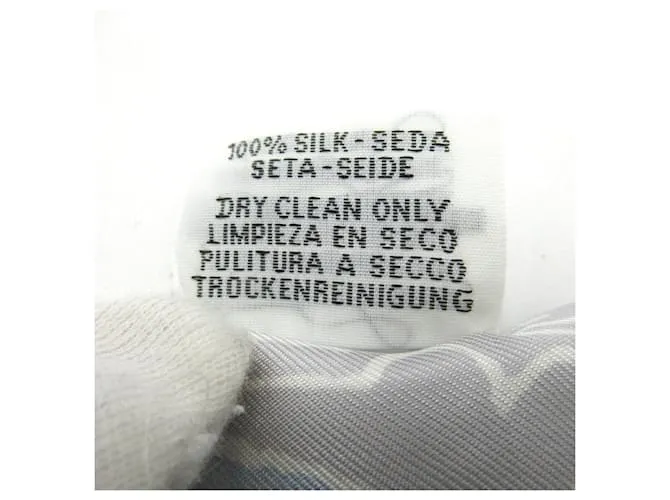 100% SILK-SEDA
SETA-SEIDE
DRY CLEAN ONLY
LIMPIEZA EN SECO
PULITURA A SECCO
TROCKENREINIGUNG